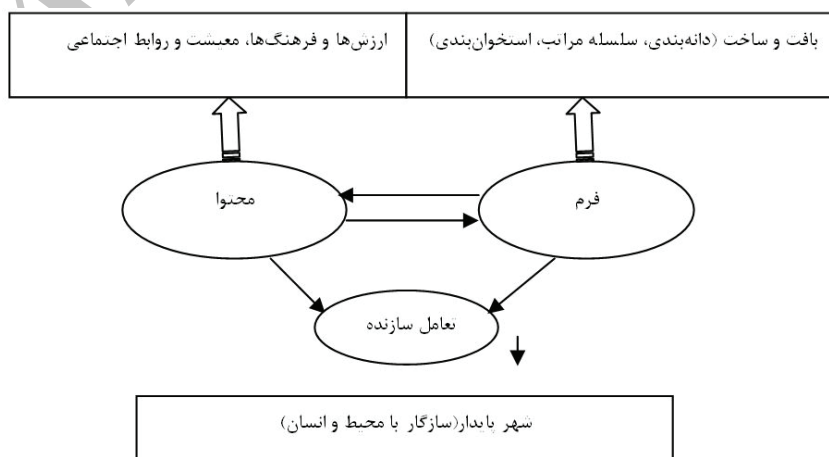 بافت و ساخت (دانه‌بندی، سلسله مراتب، استخوان‌بندی)
ارزش‌ها و فرهنگ‌ها، معیشت و روابط اجتماعی
فرم
محتوا
تعامل سازنده
شهر پایدار(سازگار با محیط و انسان)